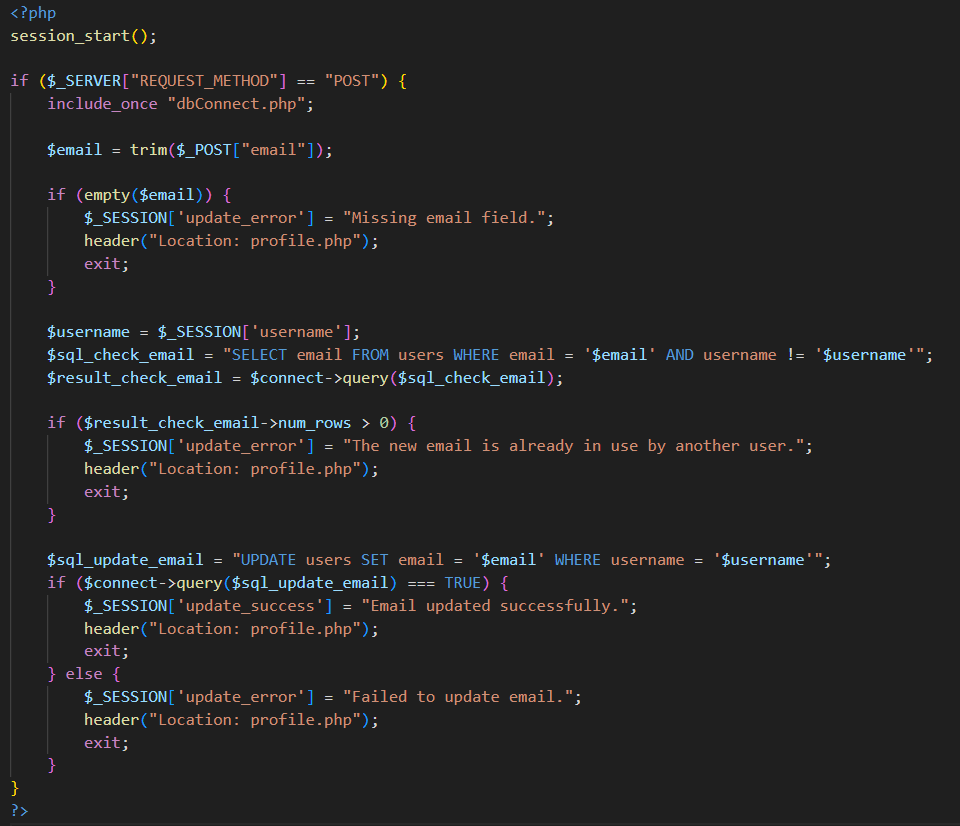 <?php
session_start();
if ($_SERVER["REQUEST_METHOD"] == "POST") {
include_once "dbConnect.php";
$email = trim($_POST["email"]);
if (empty($email)) {
$_SESSION['update_error'] = "Missing email field.";
header("Location: profile.php");
exit;
}
$username = $_SESSION['username'];
$sql_check_email = "SELECT email FROM users WHERE email = '$email' AND username != '$username'";
$result_check_email = $connect->query($sql_check_email);
if ($result_check_email->num_rows > 0) {
$_SESSION['update_error'] = "The new email is already in use by another user.";
header("Location: profile.php");
exit;
}
$sql_update_email = "UPDATE users SET email = '$email' WHERE username = '$username'";
if ($connect->query($sql_update_email) === TRUE) {
$_SESSION['update_success'] = "Email updated successfully.";
header("Location: profile.php");
exit;
} else {
$_SESSION['update_error'] = "Failed to update email.";
header("Location: profile.php");
exit;
}
}
?>